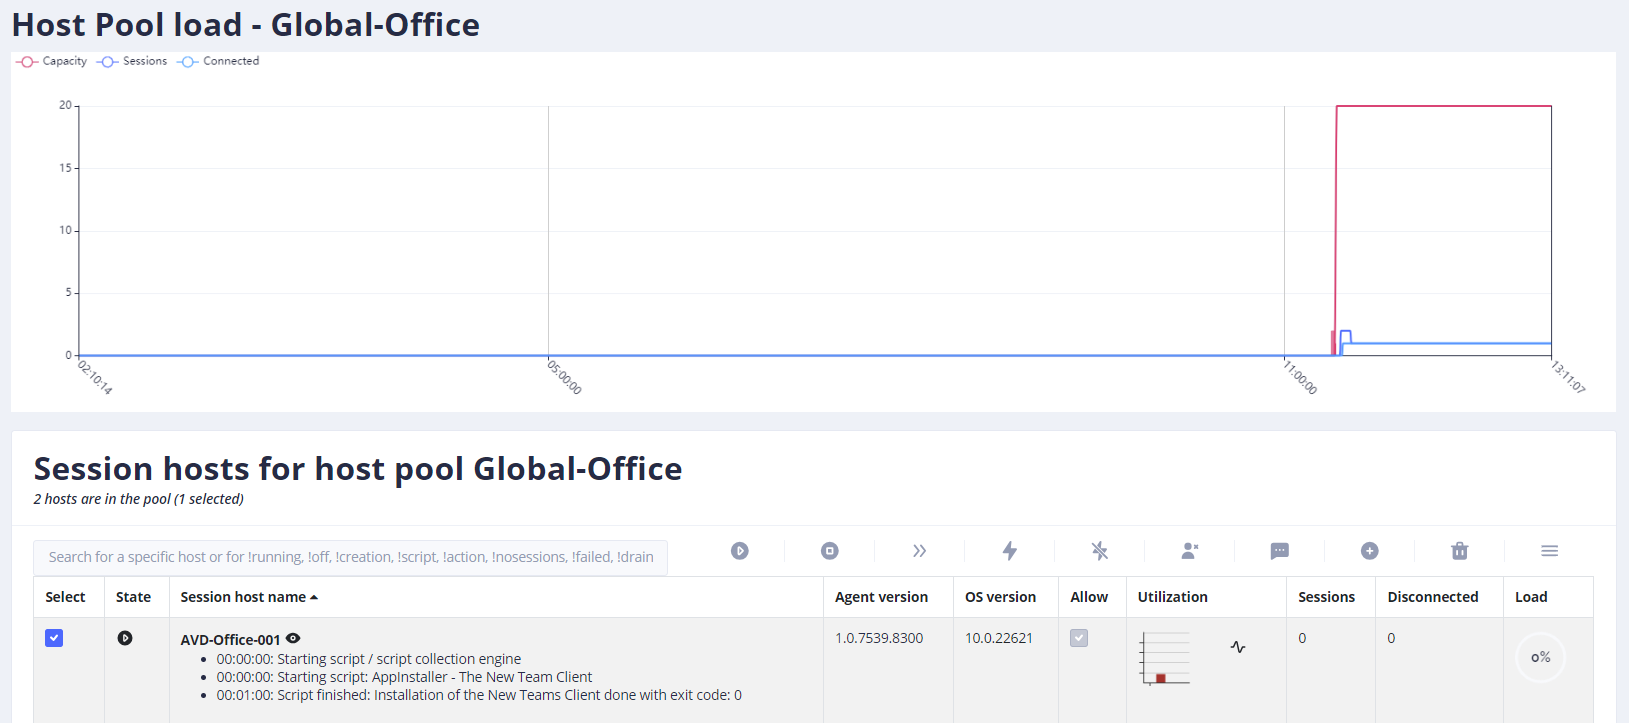 Host Pool load - Global-Office
Capacity Sessions Connected
20
15
10
5
0
02:10:14 05:00:00 11:00:00 13:11:07
Session hosts for host pool Global-Office
2 hosts are in the pool (1 selected)
Search for a specific host or for !running, !off, !creation, !script, !action, !nosessions, !failed, !drain
Select State Session host name Agent version OS version Allow Utilization Sessions Disconnected Load
AVD-Office-001 1.0.7539.8300 10.0.22621 0 0 0%
00:00:00: Starting script / script collection engine
00:00:00: Starting script: AppInstaller - The New Team Client
00:01:00: Script finished: Installation of the New Teams Client done with exit code: 0